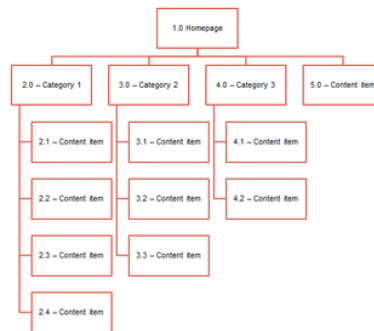 1.0 Homepage
2.0 – Category 1
3.0 – Category 2
4.0 – Category 3
5.0 – Content item
2.1 – Content item
3.1 – Content item
4.1 – Content item
2.2 – Content item
3.2 – Content item
4.2 – Content item
2.3 – Content item
3.3 – Content item
2.4 – Content item